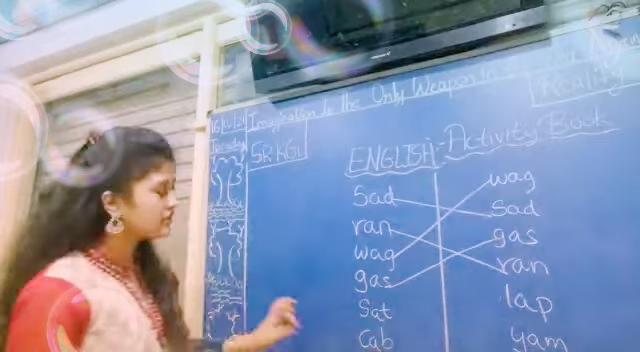 Imagination is the Only Weapon in
Reality
Tuesday
SR KG1
ENGLISH-Activity Book
Sad wag
ran Sad
wag gas
gas ran
Sat lap
Cab yam